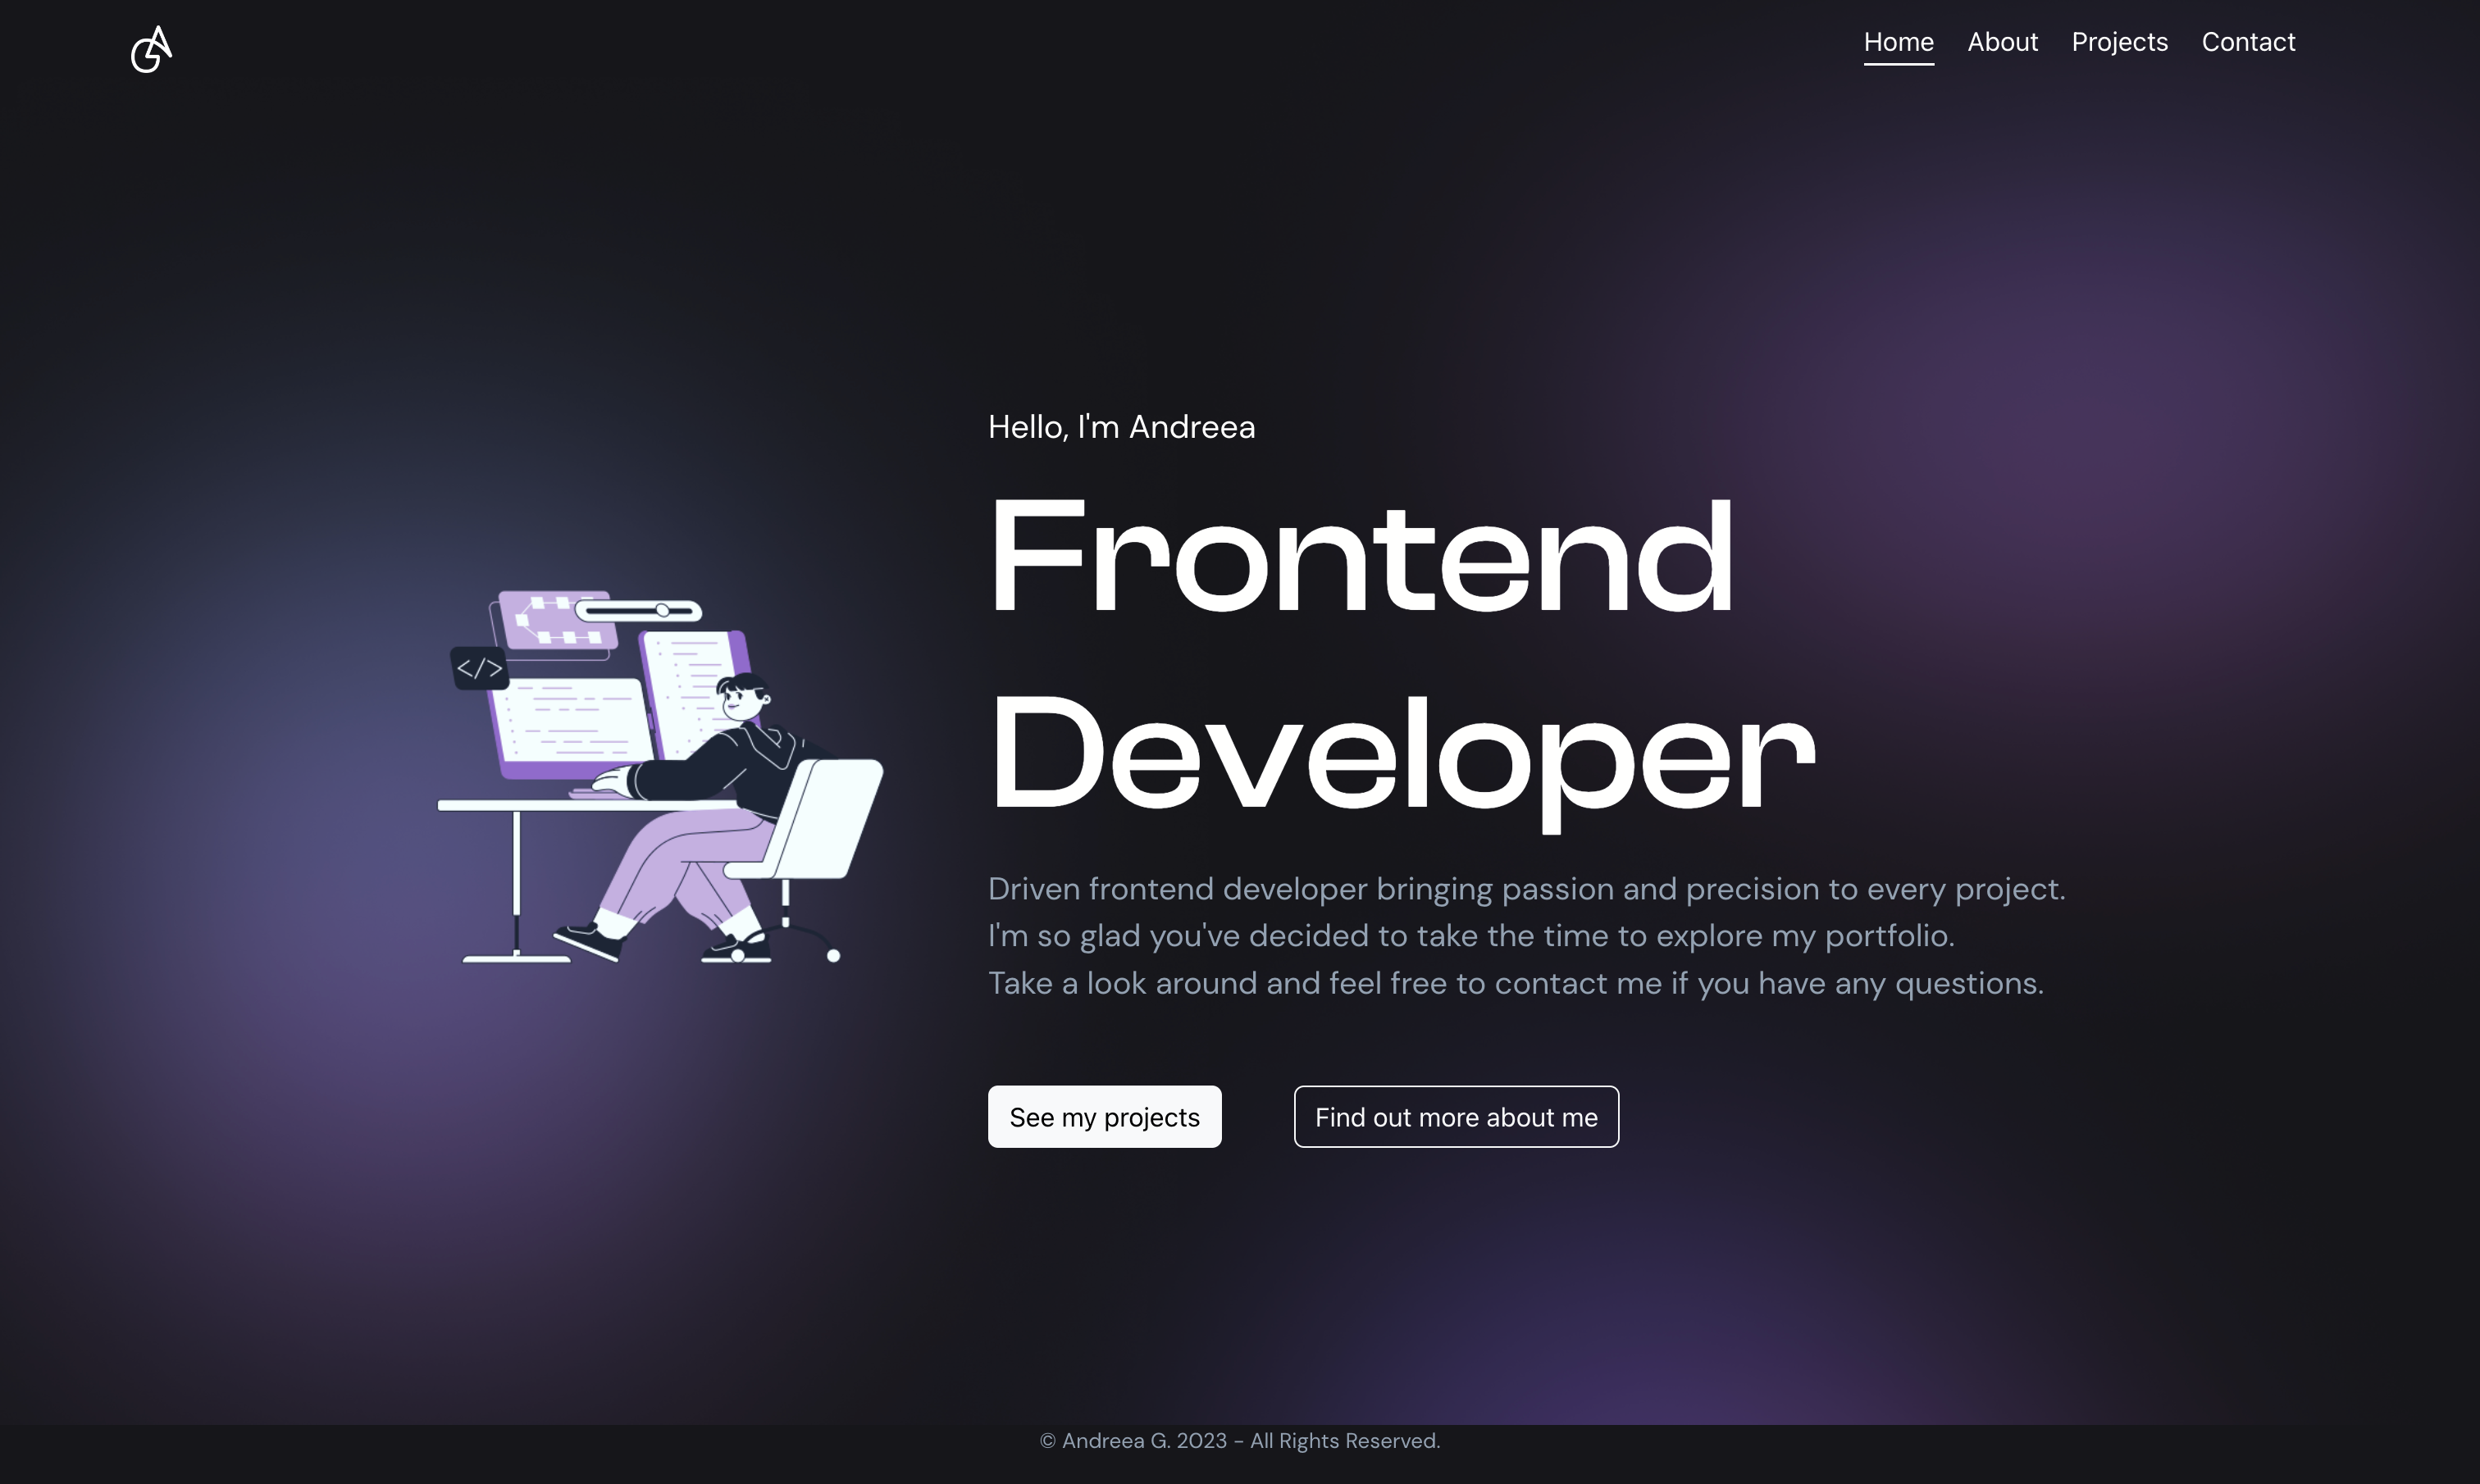 Home About Projects Contact
Hello, I'm Andreea
Frontend
Developer
</>
Driven frontend developer bringing passion and precision to every project.
I'm so glad you've decided to take the time to explore my portfolio.
Take a look around and feel free to contact me if you have any questions.
See my projects Find out more about me
© Andreea G. 2023 - All Rights Reserved.